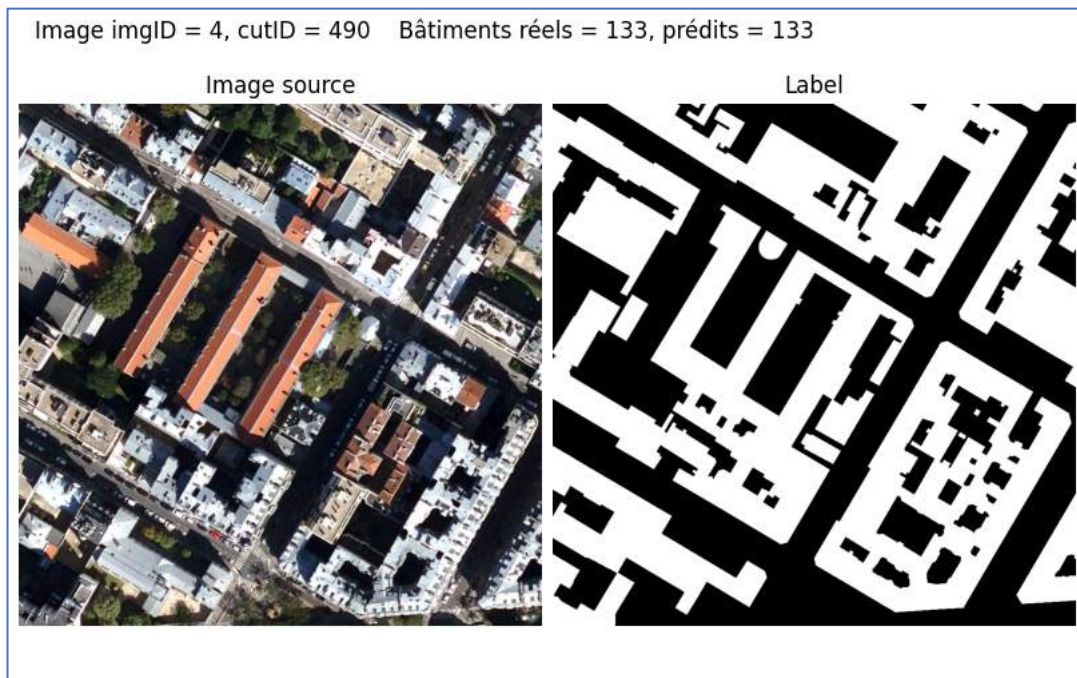 Image imgID = 4, cutID = 490    Bâtiments réels = 133, prédits = 133
Image source
Label